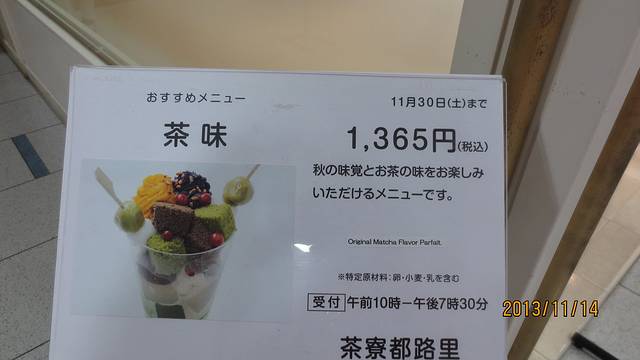 おすすめメニュー
11月30日(土)まで
茶味
1,365円(税込)
秋の味覚とお茶の味をお楽しみ
いただけるメニューです。
Original Matcha Flavor Parfait.
※特定原材料:卵・小麦・乳を含む
受付 午前10時ー午後7時30分
茶寮都路里
2013/11/14